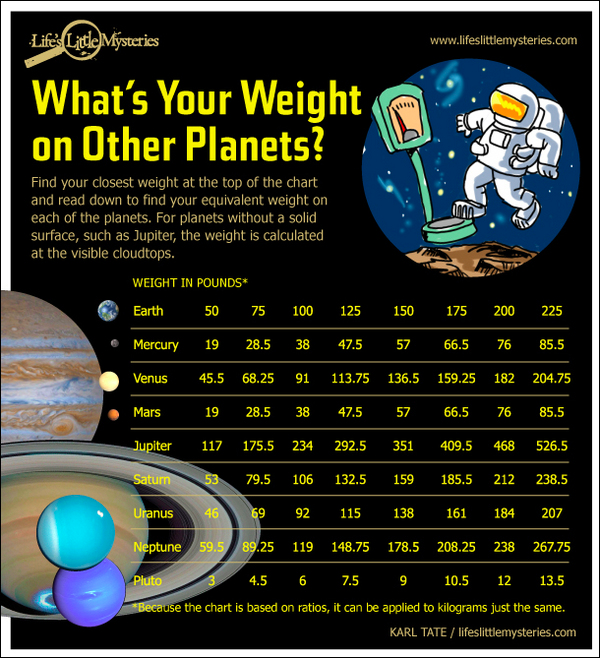 Life's Little Mysteries
www.lifeslittlemysteries.com
What's Your Weight
on Other Planets?
Find your closest weight at the top of the chart
and read down to find your equivalent weight on
each of the planets. For planets without a solid
surface, such as Jupiter, the weight is calculated
at the visible cloudtops.
WEIGHT IN POUNDS*
Earth 50 75 100 125 150 175 200 225
Mercury 19 28.5 38 47.5 57 66.5 76 85.5
Venus 45.5 68.25 91 113.75 136.5 159.25 182 204.75
Mars 19 28.5 38 47.5 57 66.5 76 85.5
Jupiter 117 175.5 234 292.5 351 409.5 468 526.5
Saturn 53 79.5 106 132.5 159 185.5 212 238.5
Uranus 46 69 92 115 138 161 184 207
Neptune 59.5 89.25 119 148.75 178.5 208.25 238 267.75
Pluto 3 4.5 6 7.5 9 10.5 12 13.5
*Because the chart is based on ratios, it can be applied to kilograms just the same.
KARL TATE / lifeslittlemysteries.com